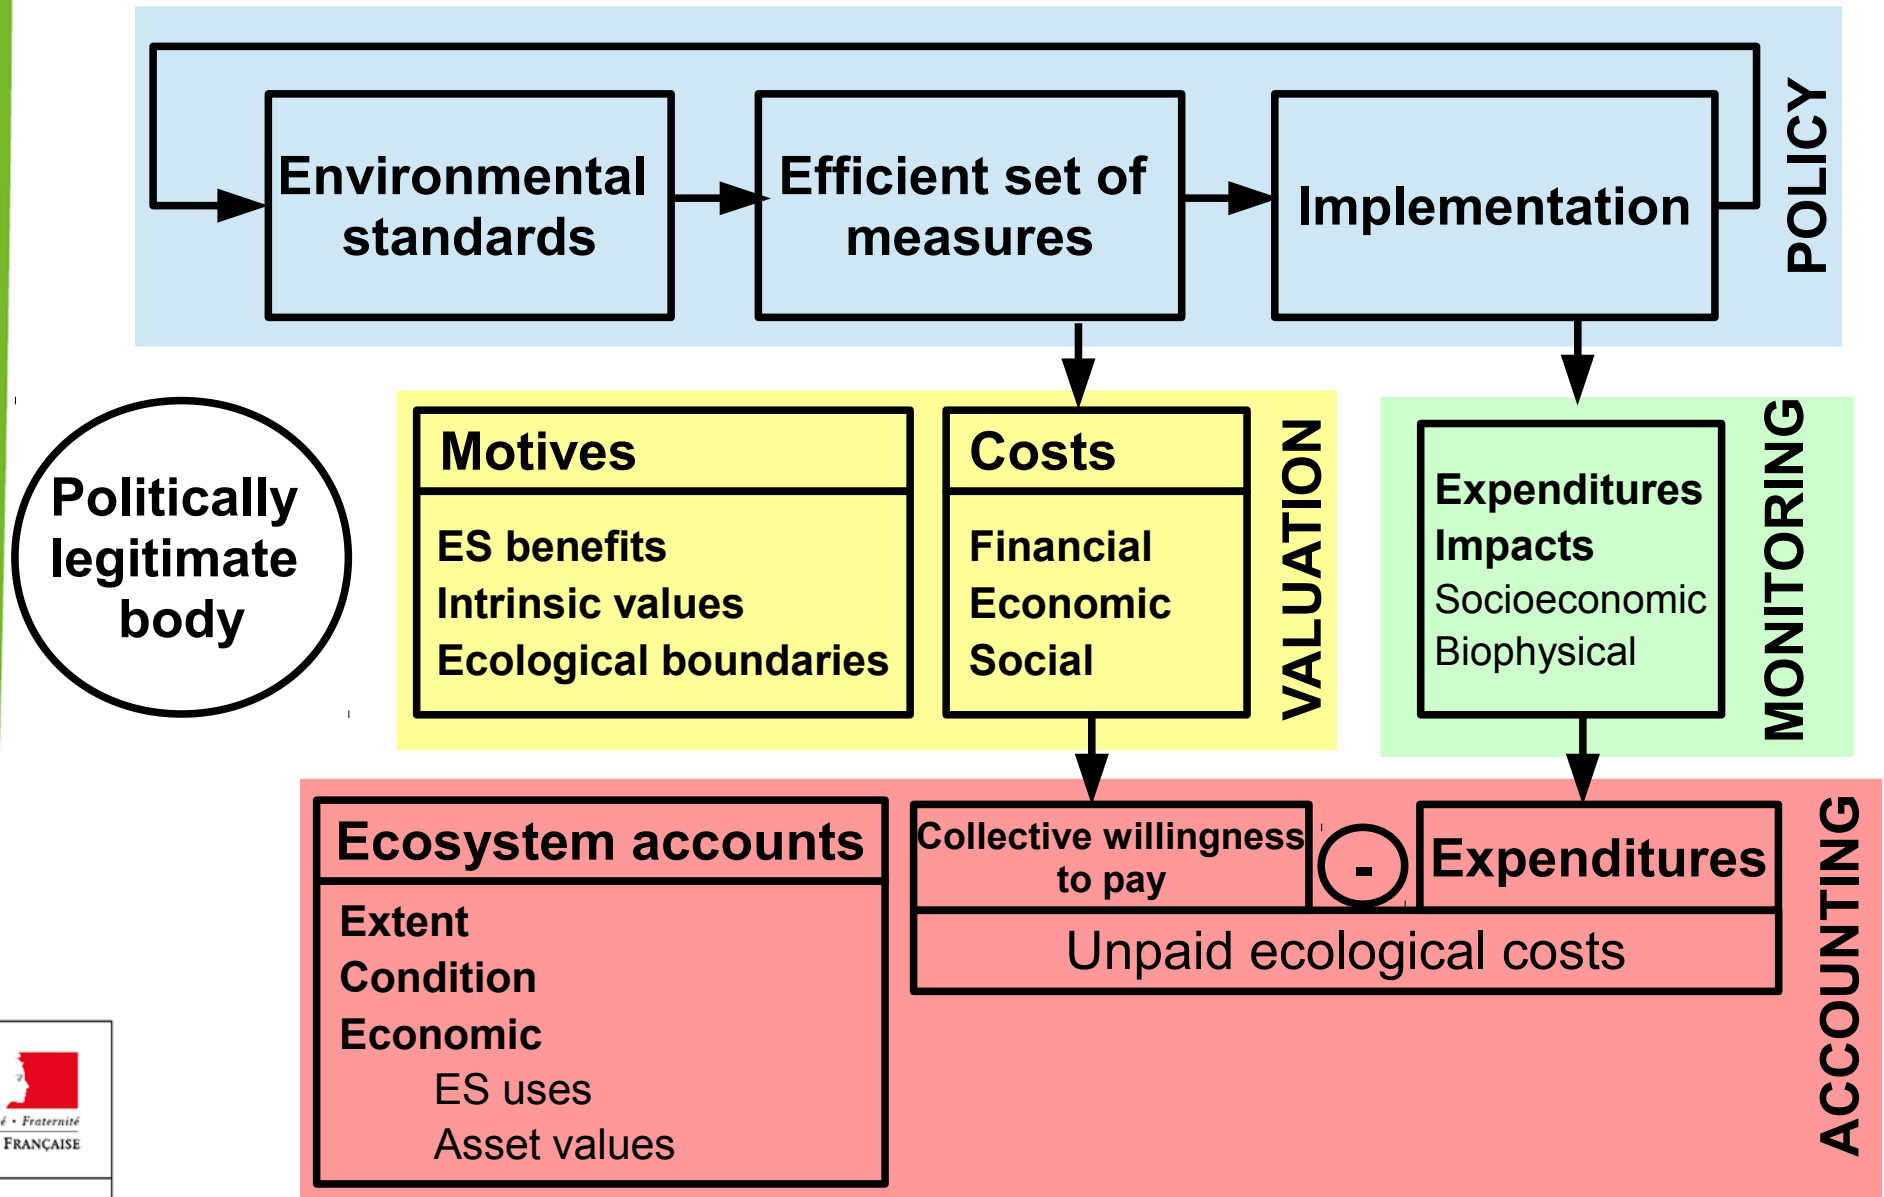 POLICY
Environmental
standards
Efficient set of
measures
Implementation
Politically
legitimate
body
Motives
ES benefits
Intrinsic values
Ecological boundaries
Costs
Financial
Economic
Social
VALUATION
Expenditures
Impacts
Socioeconomic
Biophysical
MONITORING
Ecosystem accounts
Extent
Condition
Economic
ES uses
Asset values
Collective willingness
to pay
-
Expenditures
Unpaid ecological costs
ACCOUNTING
é • Fraternité
FRANÇAISE